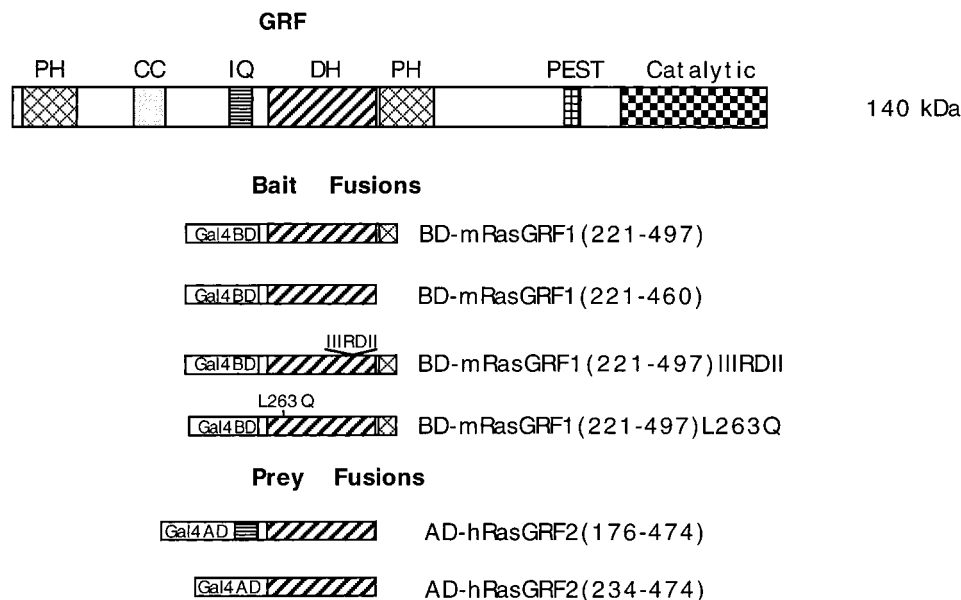 GRF
PH CC IQ DH PH PEST Catalytic
140 kDa
Bait Fusions
Gal4BD BD-mRasGRF1(221-497)
Gal4BD BD-mRasGRF1(221-460)
IIIRDII
Gal4BD BD-mRasGRF1(221-497)IIIRDII
L263Q
Gal4BD BD-mRasGRF1(221-497)L263Q
Prey Fusions
Gal4AD AD-hRasGRF2(176-474)
Gal4AD AD-hRasGRF2(234-474)